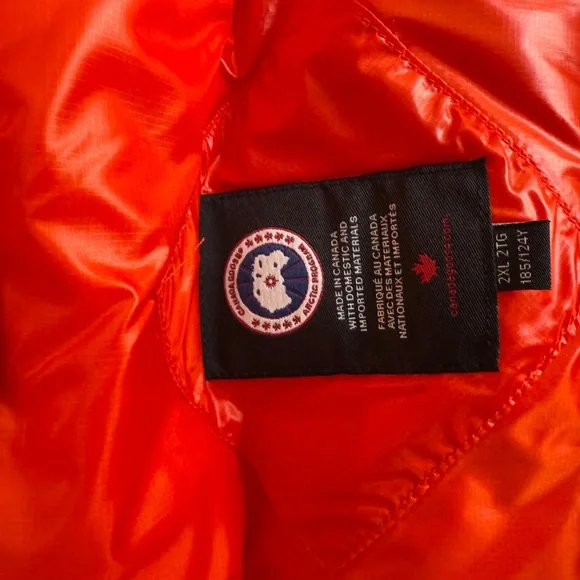 CANADA GOOSE
ARCTIC PROGRAM
MADE IN CANADA
WITH DOMESTIC AND
IMPORTED MATERIALS
FABRIQUÉ AU CANADA
AVEC DES MATERIAUX
NATIONAUX ET IMPORTÉS
canadagoose.com
2XL 2TG
185/124Y